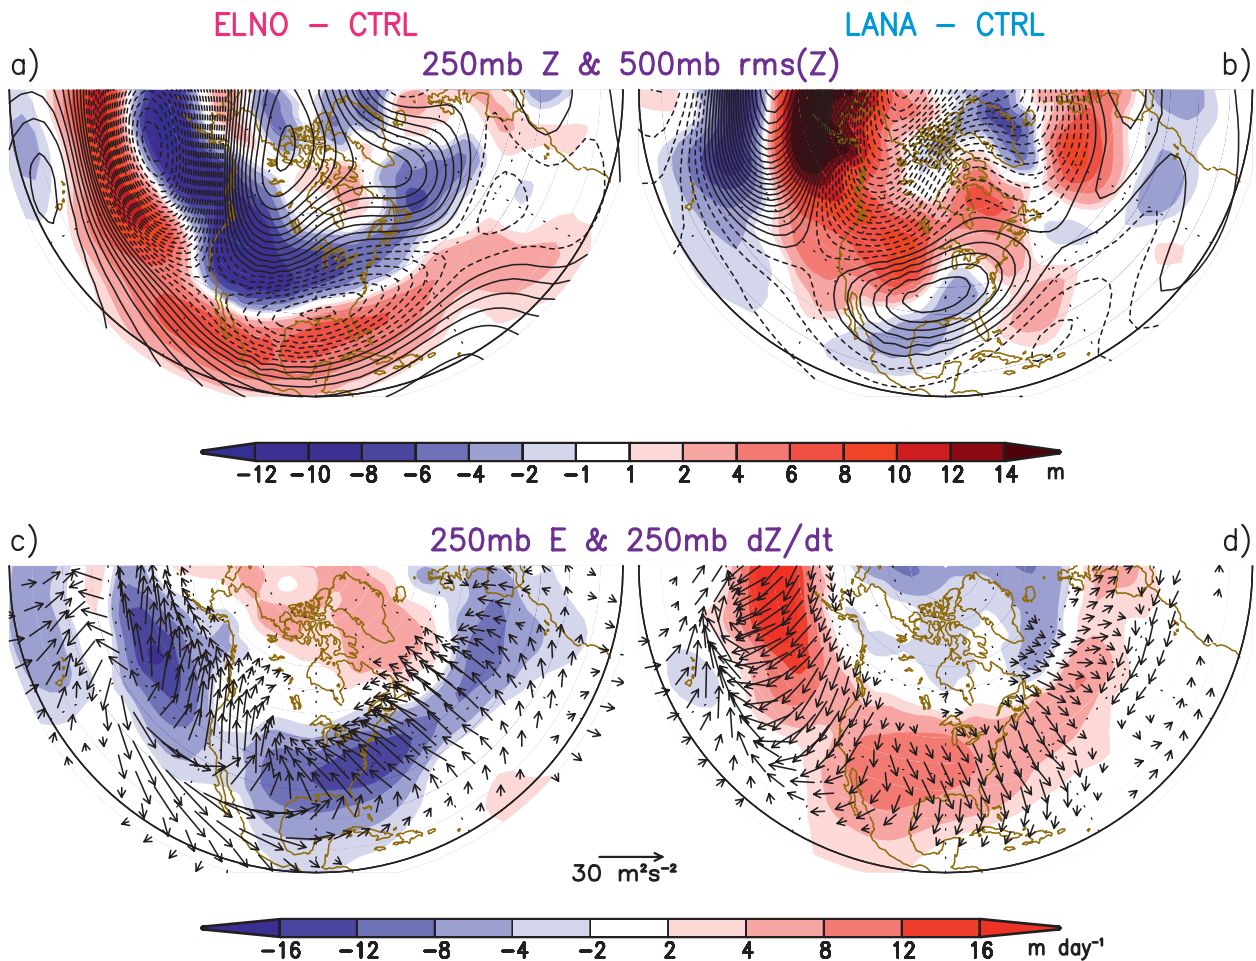 ELNO − CTRL
LANA − CTRL
a)
250mb Z & 500mb rms(Z)
b)
−12 −10 −8 −6 −4 −2 −1 1 2 4 6 8 10 12 14 m
c)
250mb E & 250mb dZ/dt
d)
30 m²s⁻²
−16 −12 −8 −4 −2 2 4 8 12 16 m day⁻¹